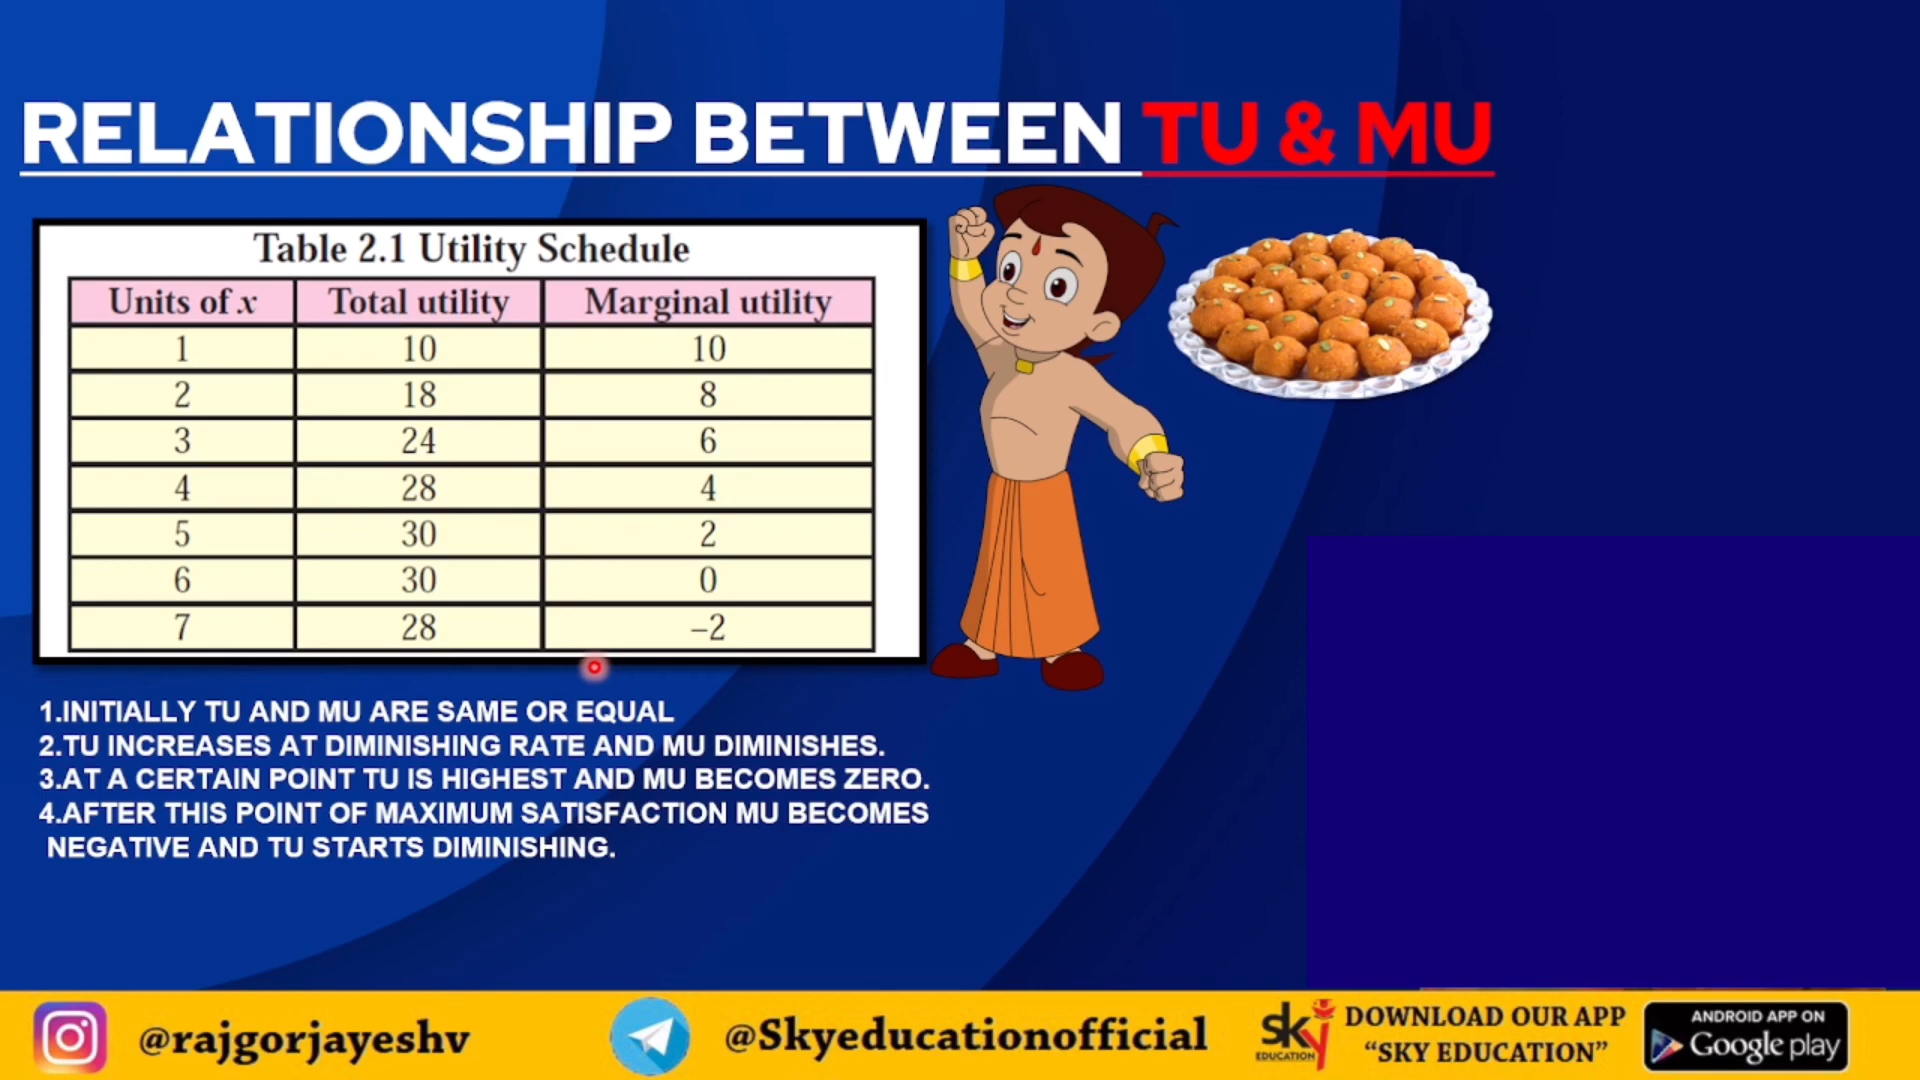 RELATIONSHIP BETWEEN TU & MU
Table 2.1 Utility Schedule
Units of x Total utility Marginal utility
1 10 10
2 18 8
3 24 6
4 28 4
5 30 2
6 30 0
7 28 –2
1.INITIALLY TU AND MU ARE SAME OR EQUAL
2.TU INCREASES AT DIMINISHING RATE AND MU DIMINISHES.
3.AT A CERTAIN POINT TU IS HIGHEST AND MU BECOMES ZERO.
4.AFTER THIS POINT OF MAXIMUM SATISFACTION MU BECOMES
NEGATIVE AND TU STARTS DIMINISHING.
@rajgorjayeshv
@Skyeducationofficial
sky
EDUCATION
DOWNLOAD OUR APP
“SKY EDUCATION”
ANDROID APP ON
Google play